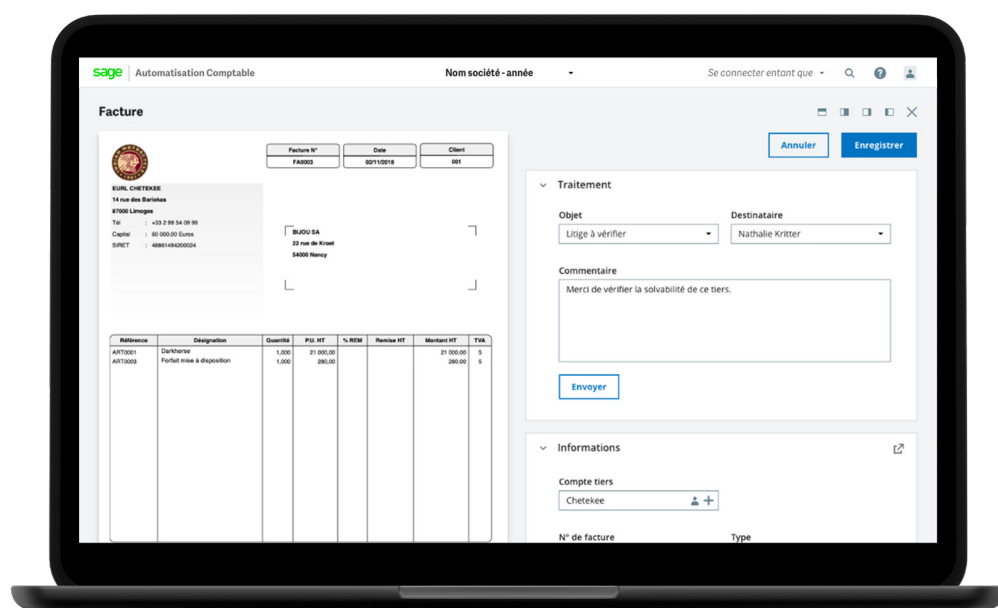 sage Automatisation Comptable Nom société - année Se connecter entant que
Facture
Annuler Enregistrer
Facture N° Date Client
FA0003 02/11/2018 001
EURL CHETEKEE
14 rue des Bariokas
87000 Limoges
Tél : +33 2 99 54 09 99
Capital : 60 000,00 Euros
SIRET : 48861494200024
BIJOU SA
22 rue de Kroet
54000 Nancy
Référence Désignation Quantité P.U. HT % REM Remise HT Montant HT TVA
ART0001 Darkhorse 1,000 21 000,00 21 000,00 5
ART0003 Forfait mise à disposition 1,000 280,00 280,00 5
Traitement
Objet Destinataire
Litige à vérifier Nathalie Kritter
Commentaire
Merci de vérifier la solvabilité de ce tiers.
Envoyer
Informations
Compte tiers
Chetekee
N° de facture Type